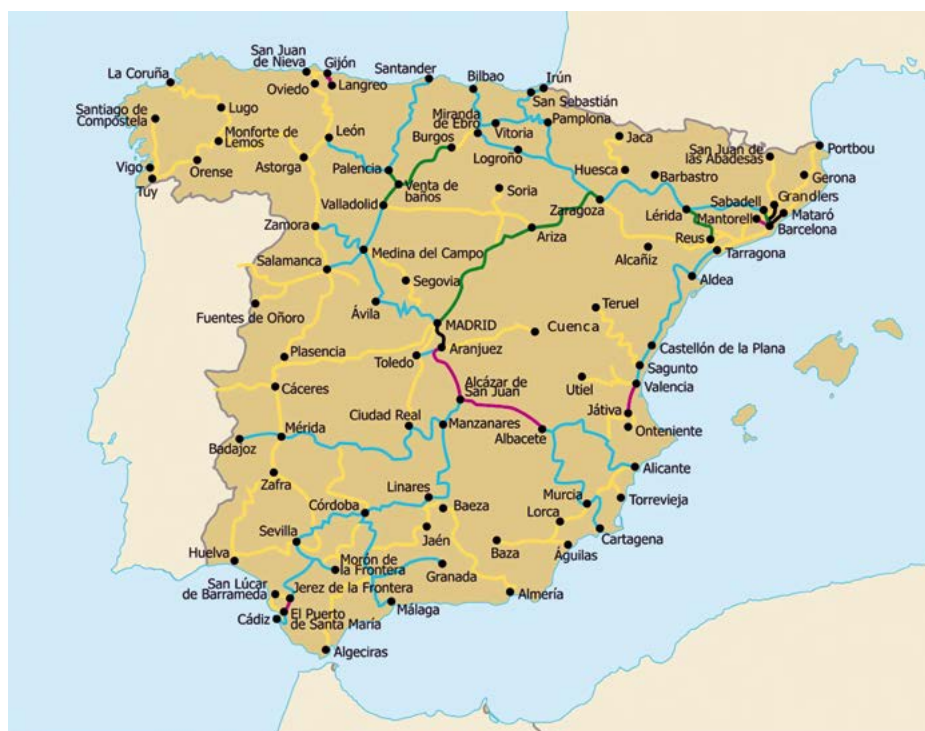 San Juan
de Nieva
Gijón
La Coruña
Santander
Bilbao
Irún
Oviedo
Langreo
San Sebastián
Lugo
Santiago de
Compostela
Miranda
de Ebro
Pamplona
Monforte de
Lemos
León
Burgos
Vitoria
Jaca
San Juan de
las Abadesas
Portbou
Astorga
Palencia
Logroño
Huesca
Barbastro
Gerona
Vigo
Orense
Tuy
Venta de
baños
Soria
Sabadell
Grandlers
Valladolid
Zaragoza
Lérida
Mantorell
Mataró
Barcelona
Zamora
Ariza
Reus
Medina del Campo
Alcañiz
Tarragona
Salamanca
Segovia
Aldea
Fuentes de Oñoro
Ávila
Teruel
MADRID
Cuenca
Plasencia
Toledo
Aranjuez
Castellón de la Plana
Sagunto
Cáceres
Alcázar de
San Juan
Utiel
Valencia
Ciudad Real
Játiva
Mérida
Manzanares
Albacete
Onteniente
Badajoz
Zafra
Alicante
Linares
Murcia
Torrevieja
Córdoba
Baeza
Lorca
Sevilla
Jaén
Baza
Cartagena
Huelva
Morón de
la Frontera
Granada
Águilas
San Lúcar
de Barrameda
Jerez de la Frontera
Almería
El Puerto
de Santa María
Málaga
Cádiz
Algeciras